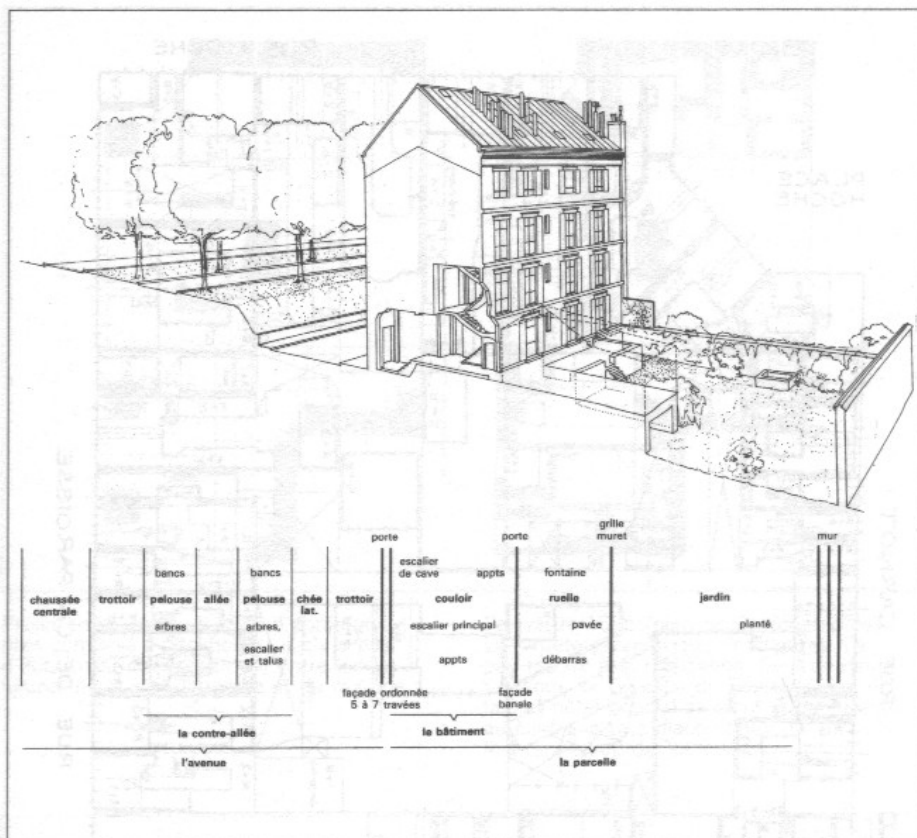 porte
porte
grille
muret
mur
bancs
bancs
escalier
de cave
appts
fontaine
chaussée
centrale
trottoir
pelouse
allée
pelouse
chée
lat.
trottoir
couloir
ruelle
jardin
arbres
arbres,
escalier principal
pavée
planté
escalier
et talus
appts
débarras
façade ordonnée
5 à 7 travées
façade
banale
la contre-allée
le bâtiment
l'avenue
la parcelle